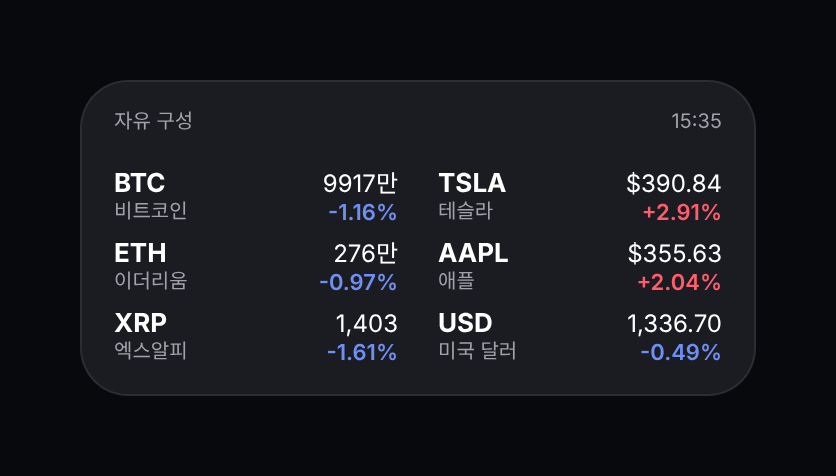 자유 구성 15:35
BTC 9917만 TSLA $390.84
비트코인 -1.16% 테슬라 +2.91%
ETH 276만 AAPL $355.63
이더리움 -0.97% 애플 +2.04%
XRP 1,403 USD 1,336.70
엑스알피 -1.61% 미국 달러 -0.49%